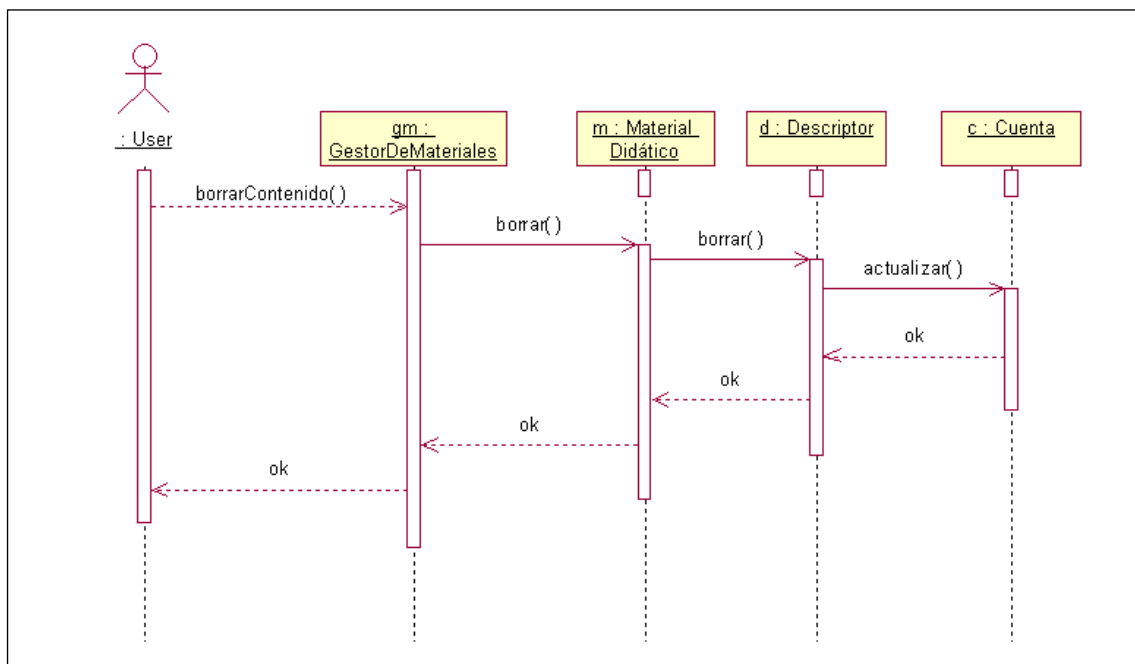 : User
gm :
GestorDeMateriales
m : Material
Didático
d : Descriptor
c : Cuenta
borrarContenido()
borrar()
borrar()
actualizar()
ok
ok
ok
ok